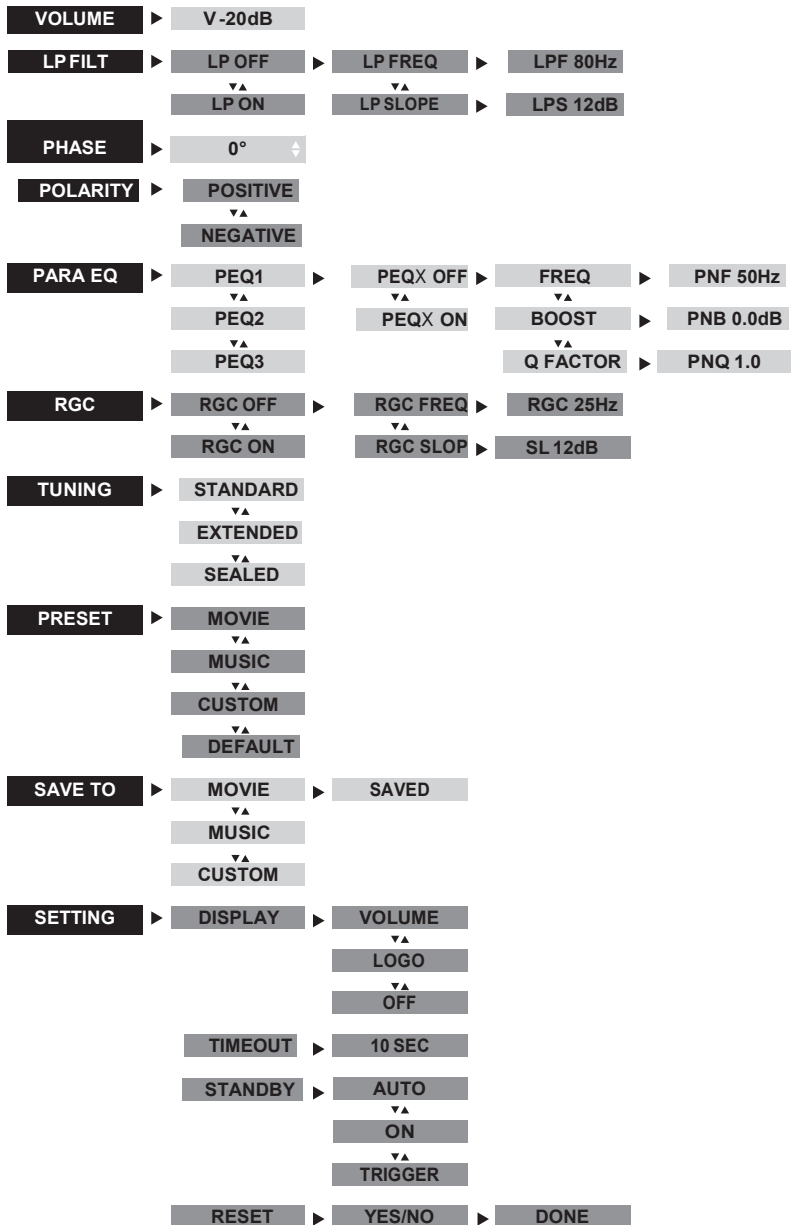 VOLUME V -20dB
LP FILT LP OFF LP FREQ LPF 80Hz
LP ON LP SLOPE LPS 12dB
PHASE 0°
POLARITY POSITIVE
NEGATIVE
PARA EQ PEQ1 PEQX OFF FREQ PNF 50Hz
PEQ2 PEQX ON BOOST PNB 0.0dB
PEQ3 Q FACTOR PNQ 1.0
RGC RGC OFF RGC FREQ RGC 25Hz
RGC ON RGC SLOP SL 12dB
TUNING STANDARD
EXTENDED
SEALED
PRESET MOVIE
MUSIC
CUSTOM
DEFAULT
SAVE TO MOVIE SAVED
MUSIC
CUSTOM
SETTING DISPLAY VOLUME
LOGO
OFF
TIMEOUT 10 SEC
STANDBY AUTO
ON
TRIGGER
RESET YES/NO DONE